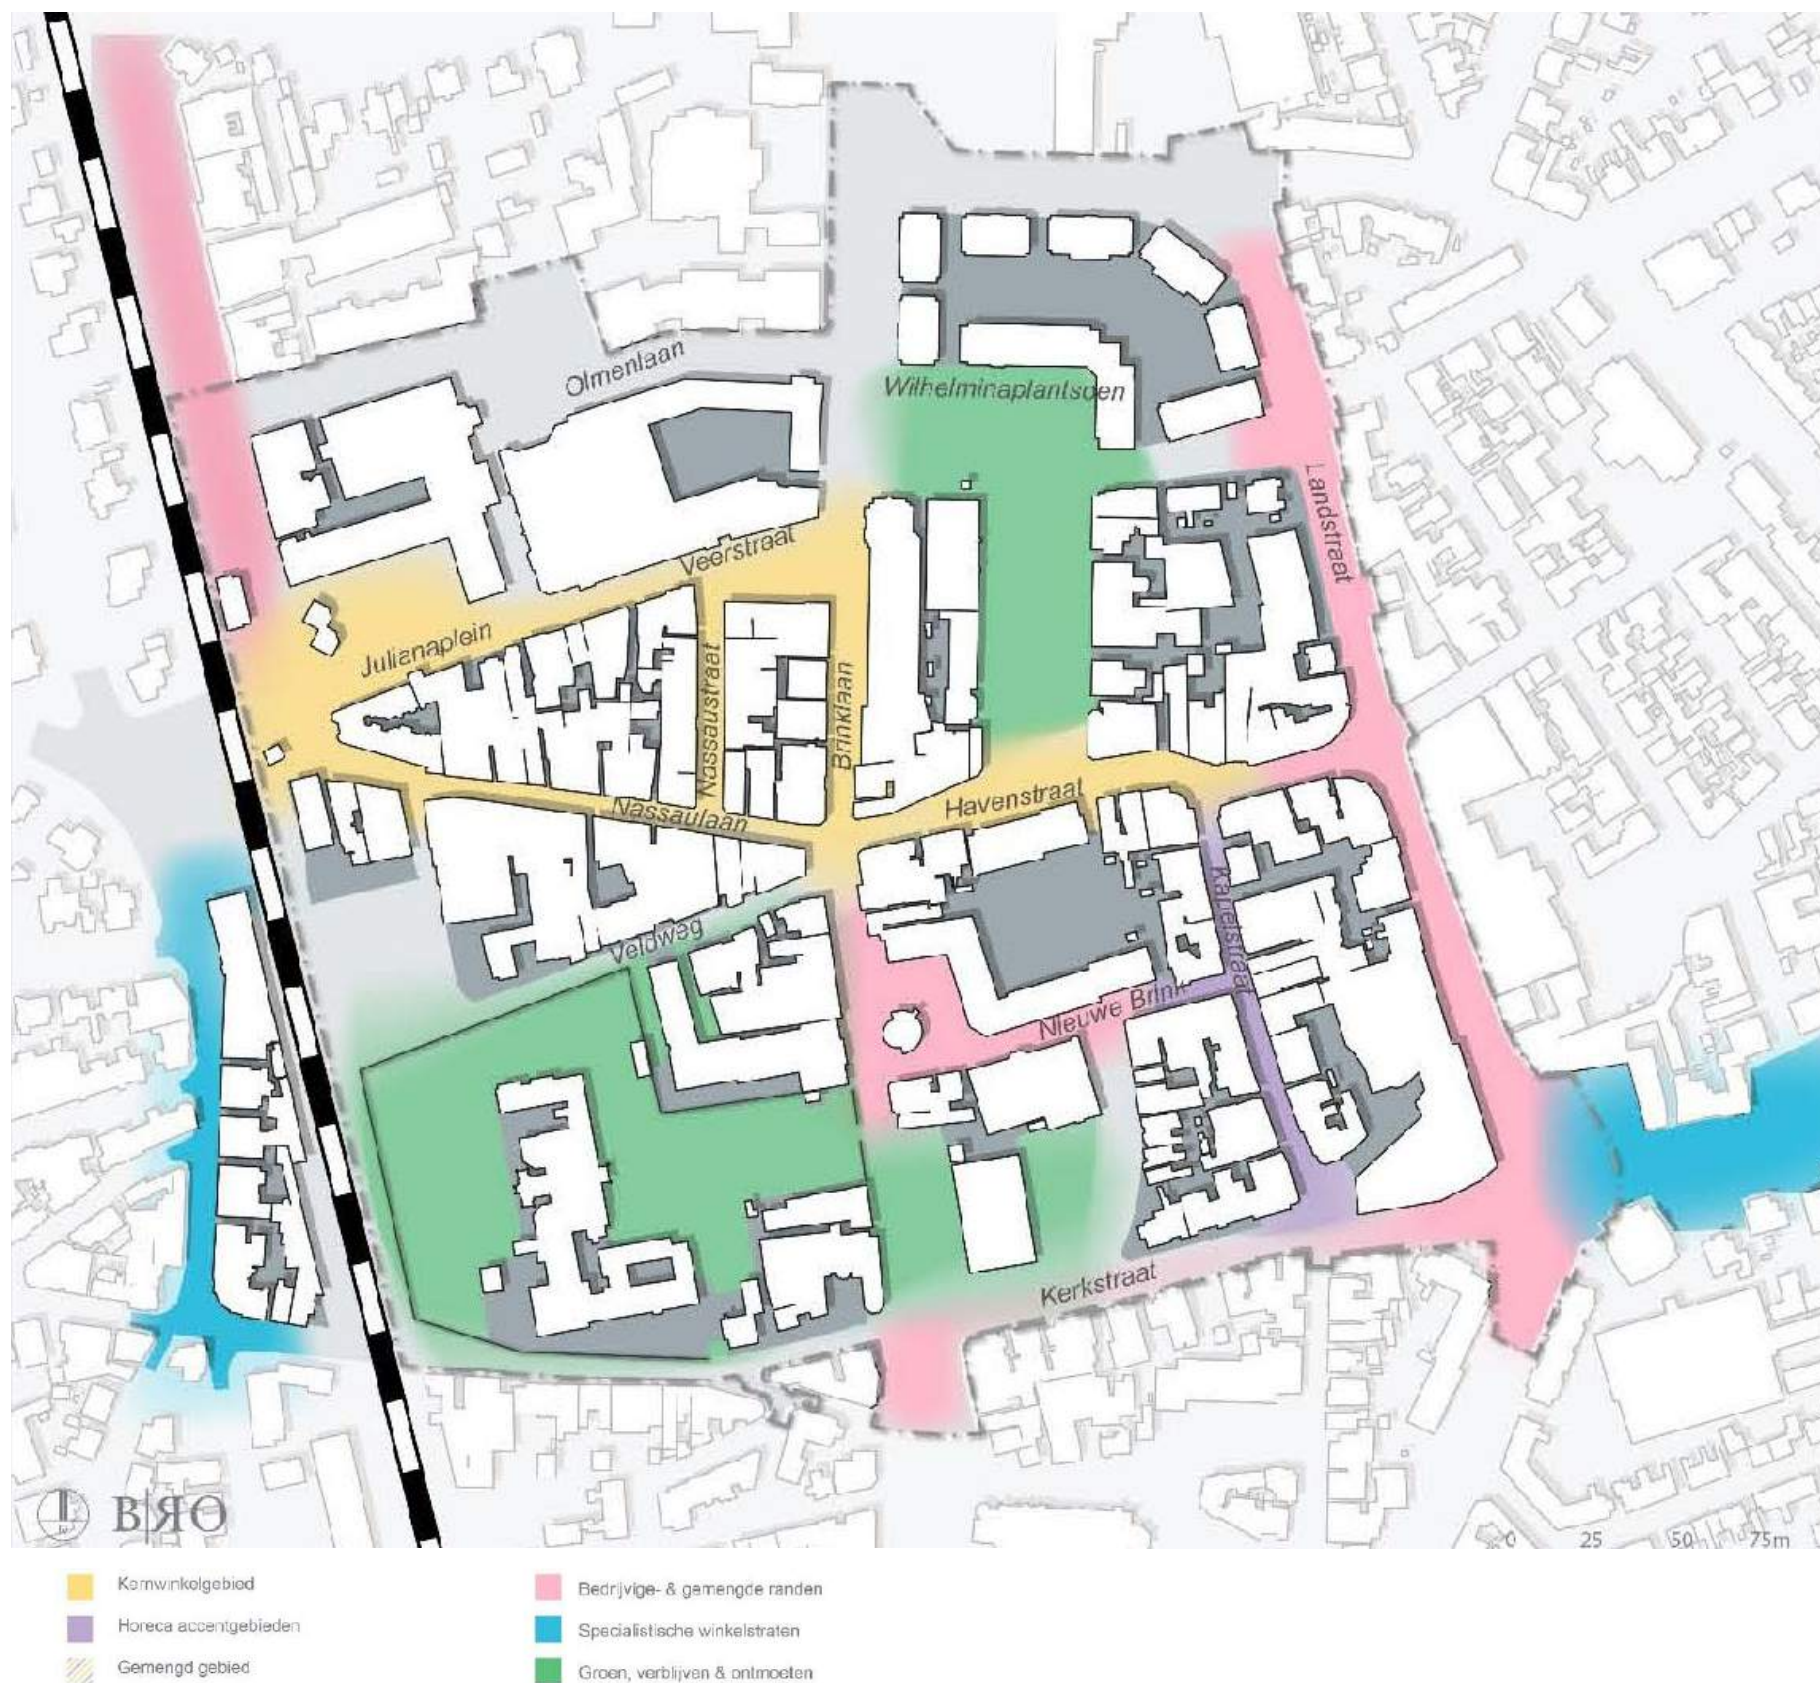 Olmenlaan
Wilhelminaplantsoen
Landstraat
Veerstraat
Julianaplein
Nassaustraat
Brinklaan
Nassaulaan
Havenstraat
Veldweg
Nieuwe Brink
Kerkstraat
BRO
0 25 50 75m
Kernwinkelgebied
Horeca accentgebieden
Gemengd gebied
Bedrijvige- & gemengde randen
Specialistische winkelstraten
Groen, verblijven & ontmoeten